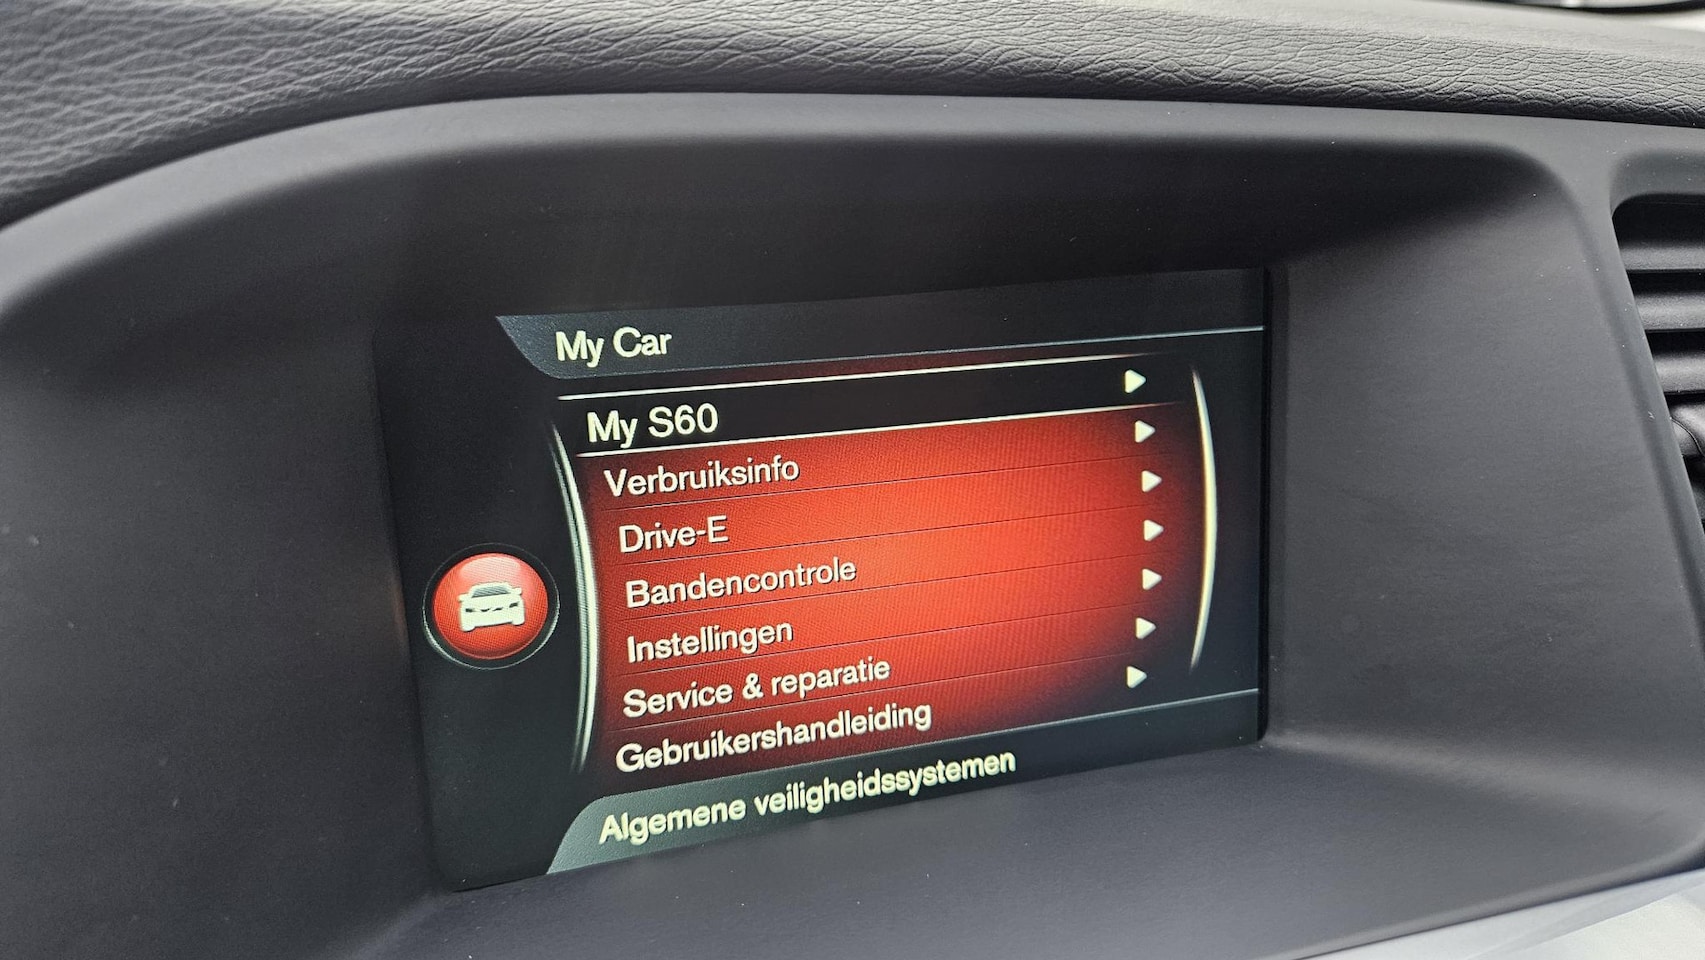 My Car
My S60
Verbruiksinfo
Drive-E
Bandencontrole
Instellingen
Service & reparatie
Gebruikershandleiding
Algemene veiligheidssystemen